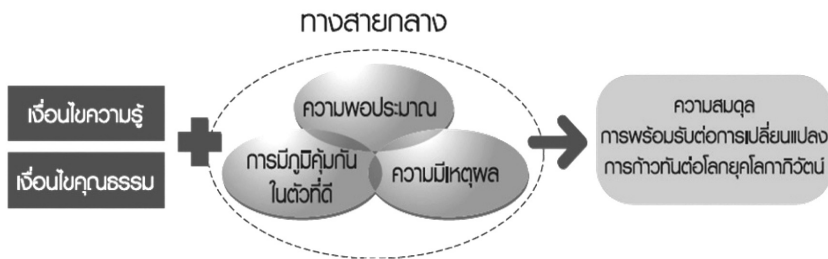 ทางสายกลาง
เงื่อนไขความรู้
เงื่อนไขคุณธรรม
ความพอประมาณ
การมีภูมิคุ้มกัน
ในตัวที่ดี
ความมีเหตุผล
ความสมดุล
การพร้อมรับต่อการเปลี่ยนแปลง
การก้าวทันต่อโลกยุคโลกาภิวัตน์